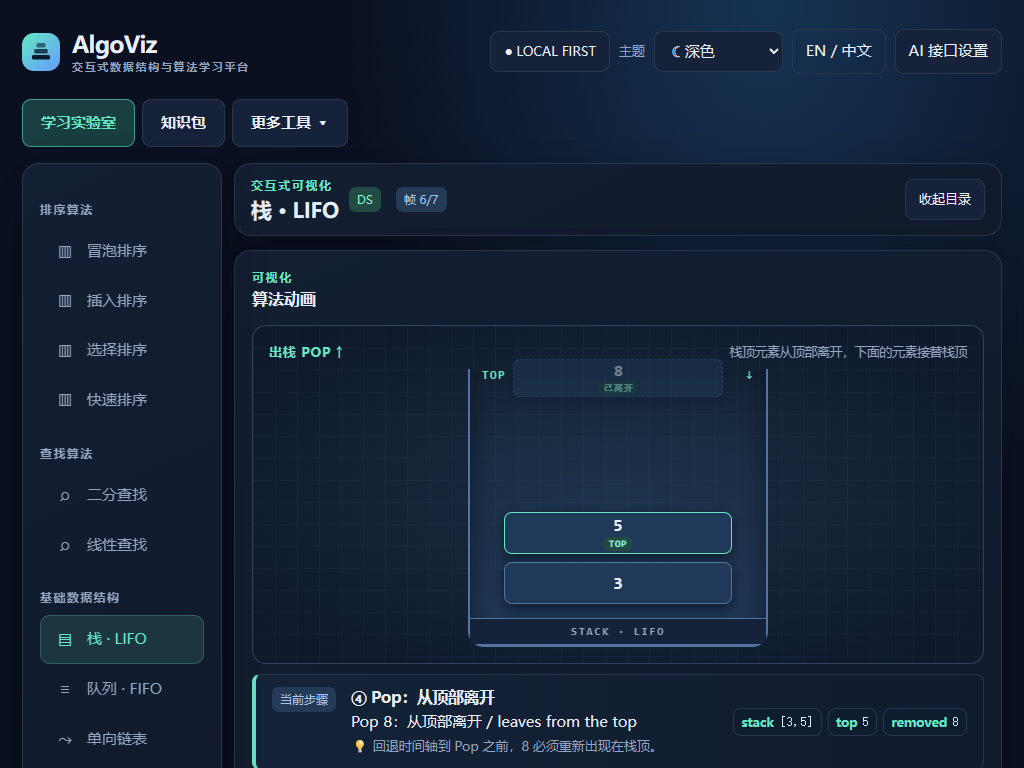 AlgoViz
交互式数据结构与算法学习平台
● LOCAL FIRST
主题
☾ 深色
EN / 中文
AI 接口设置
学习实验室
知识包
更多工具 ▾
排序算法
▥ 冒泡排序
▥ 插入排序
▥ 选择排序
▥ 快速排序
查找算法
⌕ 二分查找
⌕ 线性查找
基础数据结构
▤ 栈 · LIFO
≡ 队列 · FIFO
⤳ 单向链表
交互式可视化
栈 • LIFO
DS
帧 6/7
收起目录
可视化
算法动画
出栈 POP ↑
栈顶元素从顶部离开，下面的元素接替栈顶
TOP
8
已离开
↓
5
TOP
3
STACK · LIFO
当前步骤
④ Pop：从顶部离开
Pop 8：从顶部离开 / leaves from the top
💡 回退时间轴到 Pop 之前，8 必须重新出现在栈顶。
stack [3,5]
top 5
removed 8